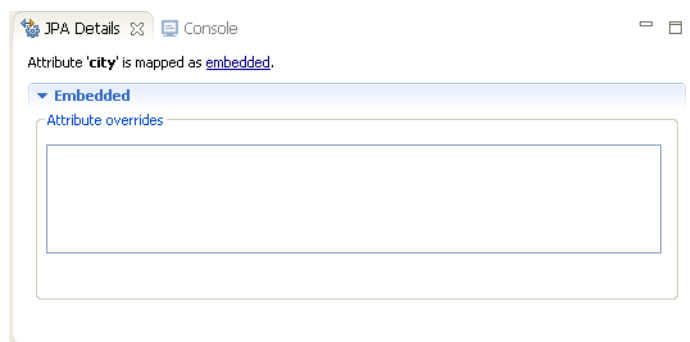 JPA Details Console
Attribute 'city' is mapped as embedded.
Embedded
Attribute overrides